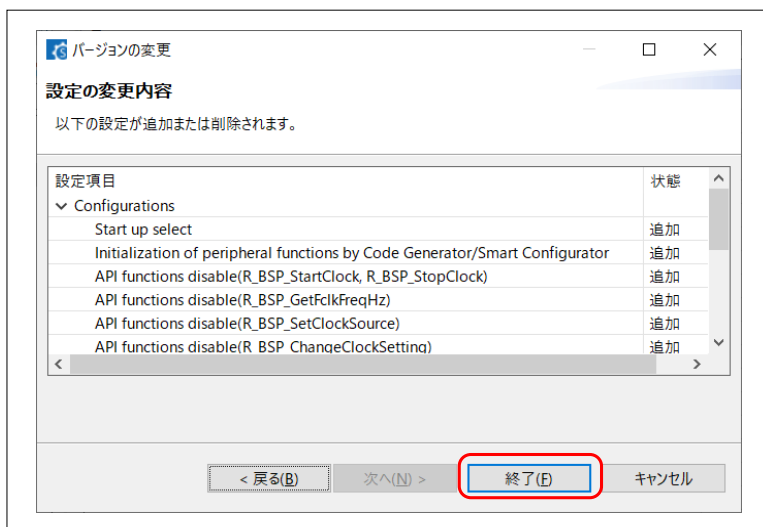 バージョンの変更
設定の変更内容
以下の設定が追加または削除されます。
設定項目 状態
Configurations
Start up select 追加
Initialization of peripheral functions by Code Generator/Smart Configurator 追加
API functions disable(R_BSP_StartClock, R_BSP_StopClock) 追加
API functions disable(R_BSP_GetFclkFreqHz) 追加
API functions disable(R_BSP_SetClockSource) 追加
API functions disable(R_BSP_ChangeClockSetting) 追加
< 戻る(B) 次へ(N) > 終了(F) キャンセル